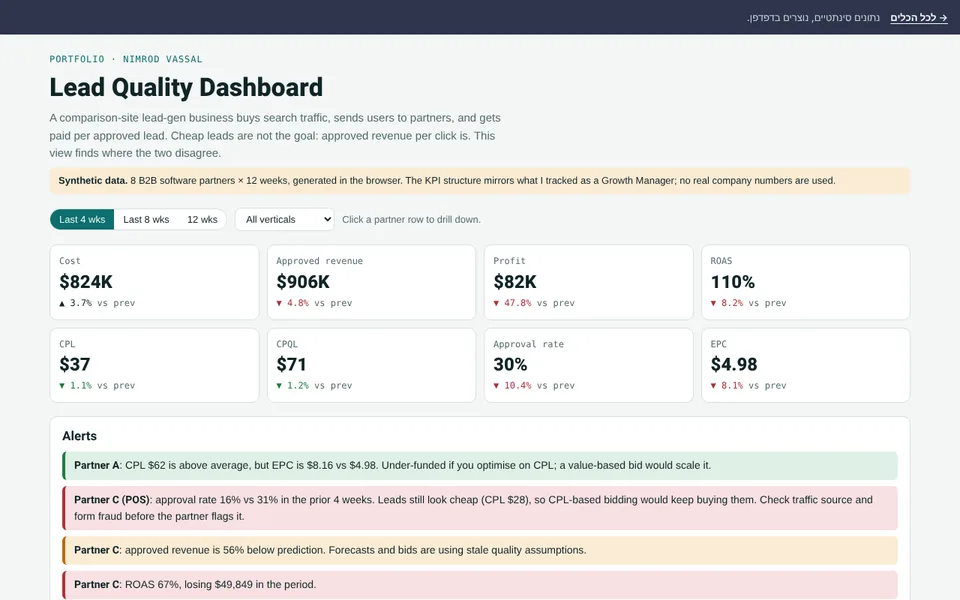 → לכל הכלים נתונים סינתטיים, נוצרים בדפדפן.
PORTFOLIO · NIMROD VASSAL
Lead Quality Dashboard
A comparison-site lead-gen business buys search traffic, sends users to partners, and gets
paid per approved lead. Cheap leads are not the goal: approved revenue per click is. This
view finds where the two disagree.
Synthetic data. 8 B2B software partners × 12 weeks, generated in the browser. The KPI structure mirrors what I tracked as a Growth Manager; no real company numbers are used.
Last 4 wks Last 8 wks 12 wks All verticals Click a partner row to drill down.
Cost Approved revenue Profit ROAS
$824K $906K $82K 110%
▲ 3.7% vs prev ▼ 4.8% vs prev ▼ 47.8% vs prev ▼ 8.2% vs prev
CPL CPQL Approval rate EPC
$37 $71 30% $4.98
▼ 1.1% vs prev ▼ 1.2% vs prev ▼ 10.4% vs prev ▼ 8.1% vs prev
Alerts
Partner A: CPL $62 is above average, but EPC is $8.16 vs $4.98. Under-funded if you optimise on CPL; a value-based bid would scale it.
Partner C (POS): approval rate 16% vs 31% in the prior 4 weeks. Leads still look cheap (CPL $28), so CPL-based bidding would keep buying them. Check traffic source and
form fraud before the partner flags it.
Partner C: approved revenue is 56% below prediction. Forecasts and bids are using stale quality assumptions.
Partner C: ROAS 67%, losing $49,849 in the period.